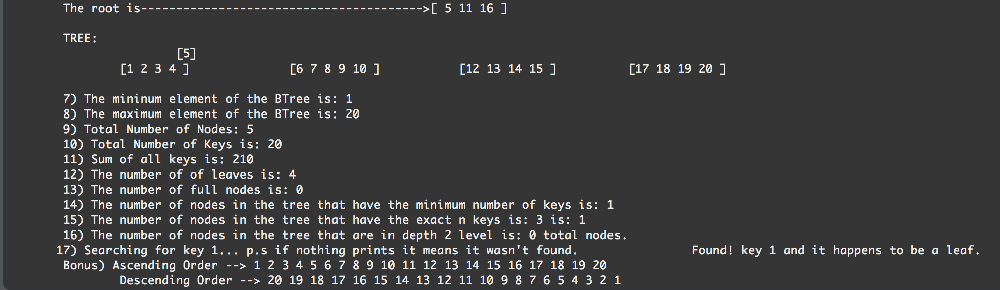 The root is---------------------------------------->[ 5 11 16 ]
TREE:
[5]
[1 2 3 4 ] [6 7 8 9 10 ] [12 13 14 15 ] [17 18 19 20 ]
7) The mininum element of the BTree is: 1
8) The maximum element of the BTree is: 20
9) Total Number of Nodes: 5
10) Total Number of Keys is: 20
11) Sum of all keys is: 210
12) The number of of leaves is: 4
13) The number of full nodes is: 0
14) The number of nodes in the tree that have the minimum number of keys is: 1
15) The number of nodes in the tree that have the exact n keys is: 3 is: 1
16) The number of nodes in the tree that are in depth 2 level is: 0 total nodes.
17) Searching for key 1... p.s if nothing prints it means it wasn't found. Found! key 1 and it happens to be a leaf.
Bonus) Ascending Order --> 1 2 3 4 5 6 7 8 9 10 11 12 13 14 15 16 17 18 19 20
Descending Order --> 20 19 18 17 16 15 14 13 12 11 10 9 8 7 6 5 4 3 2 1